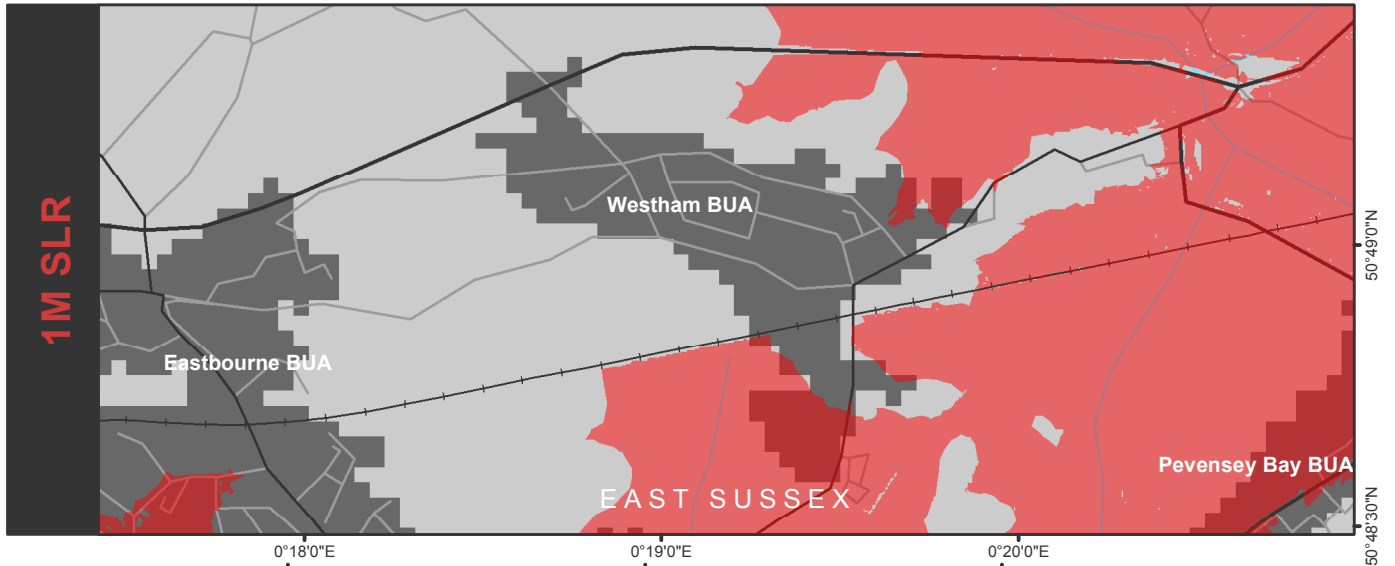 1M SLR
Westham BUA
Eastbourne BUA
Pevensey Bay BUA
EAST SUSSEX
50°49'0"N
50°48'30"N
0°18'0"E
0°19'0"E
0°20'0"E